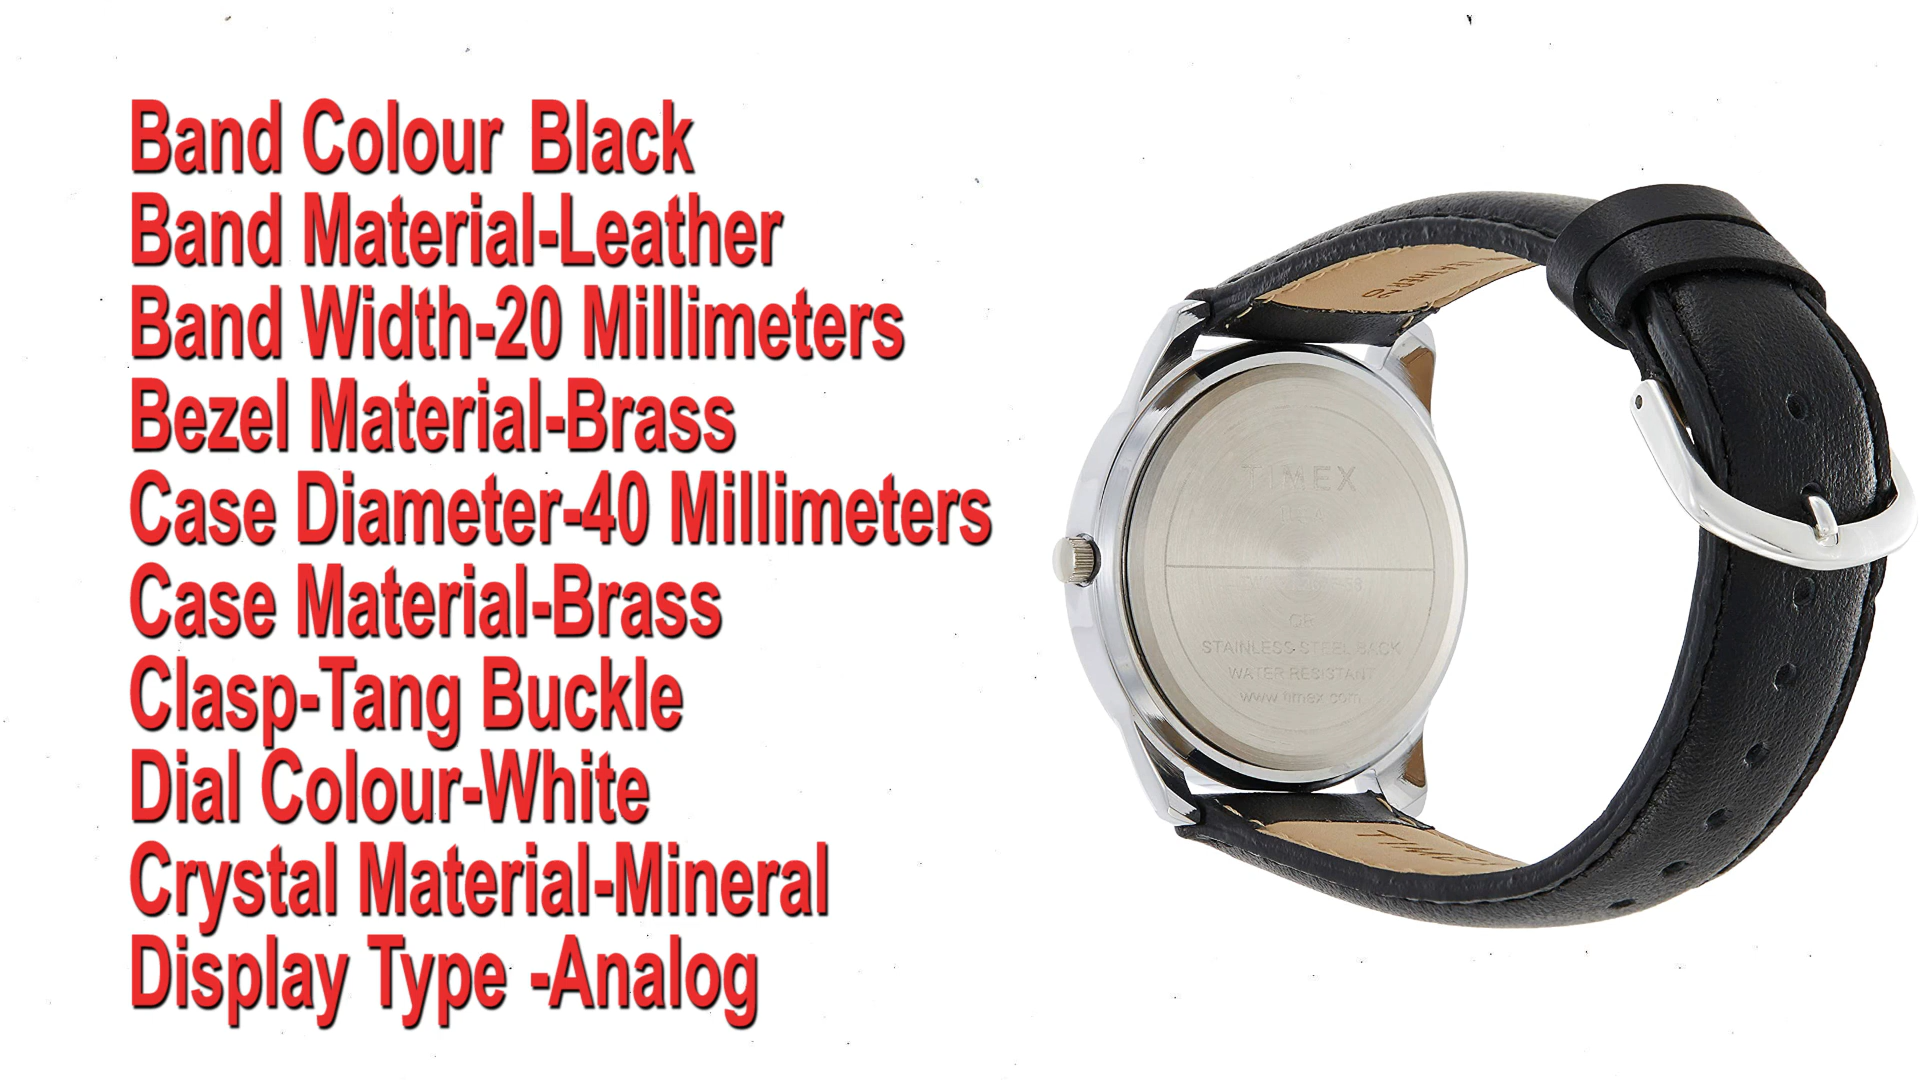 Band Colour Black
Band Material-Leather
Band Width-20 Millimeters
Bezel Material-Brass
Case Diameter-40 Millimeters
Case Material-Brass
Clasp-Tang Buckle
Dial Colour-White
Crystal Material-Mineral
Display Type -Analog
TIMEX
OR
STAINLESS STEEL BACK
WATER RESISTANT
www.timex.com
TIMEX